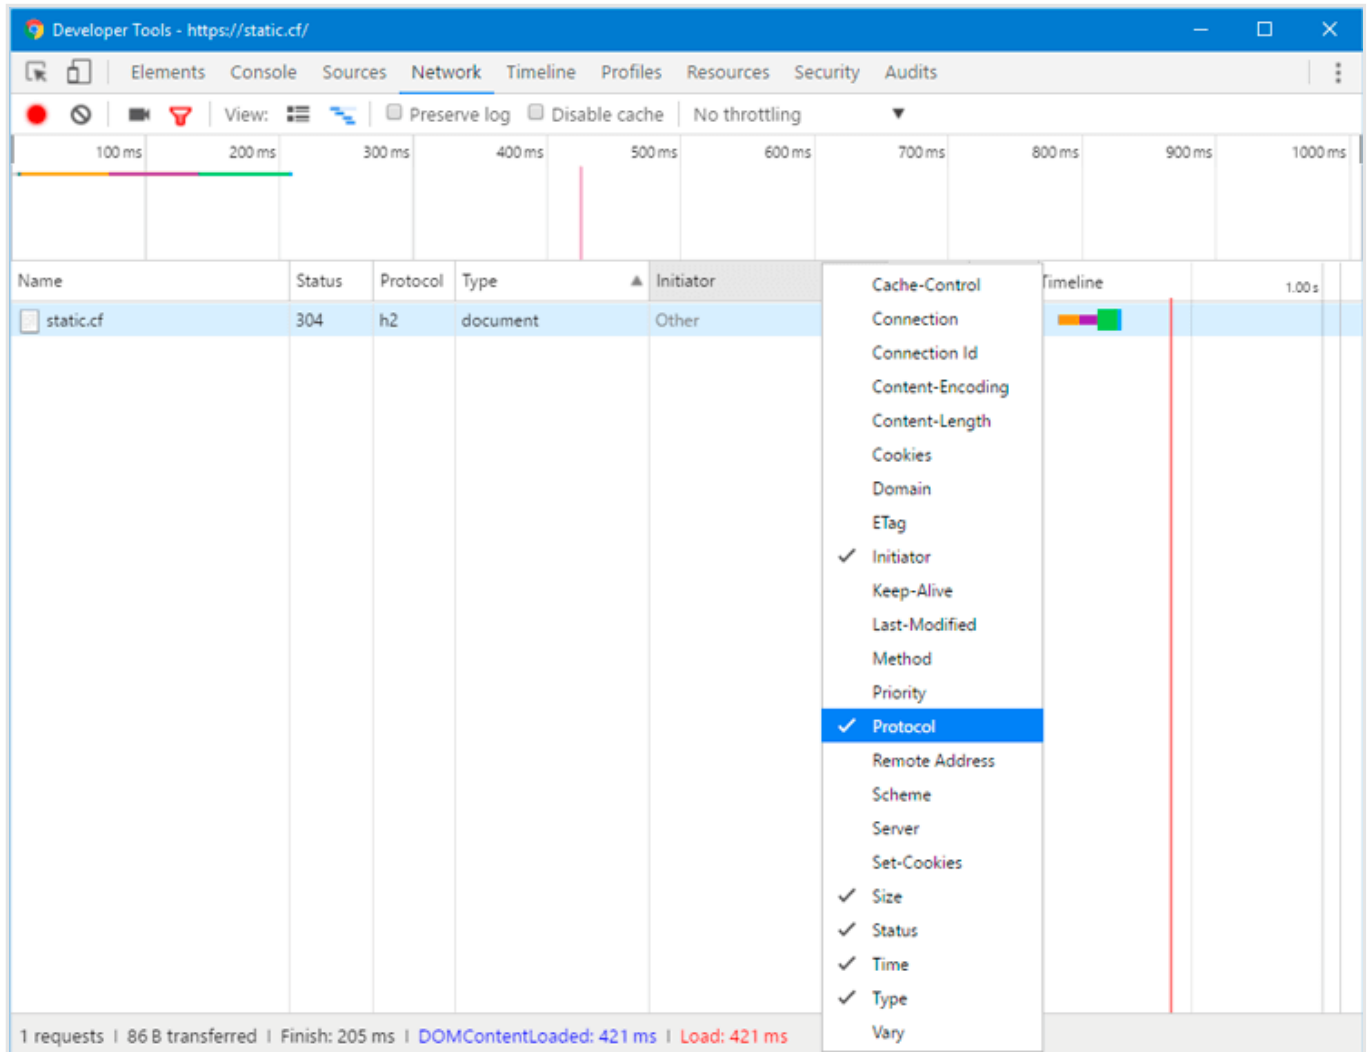 Developer Tools - https://static.cf/
Elements Console Sources Network Timeline Profiles Resources Security Audits
View: Preserve log Disable cache No throttling
100 ms 200 ms 300 ms 400 ms 500 ms 600 ms 700 ms 800 ms 900 ms 1000 ms
Name Status Protocol Type Initiator Timeline 1.00 s
static.cf 304 h2 document Other
Cache-Control
Connection
Connection Id
Content-Encoding
Content-Length
Cookies
Domain
ETag
Initiator
Keep-Alive
Last-Modified
Method
Priority
Protocol
Remote Address
Scheme
Server
Set-Cookies
Size
Status
Time
Type
Vary
1 requests | 86 B transferred | Finish: 205 ms | DOMContentLoaded: 421 ms | Load: 421 ms